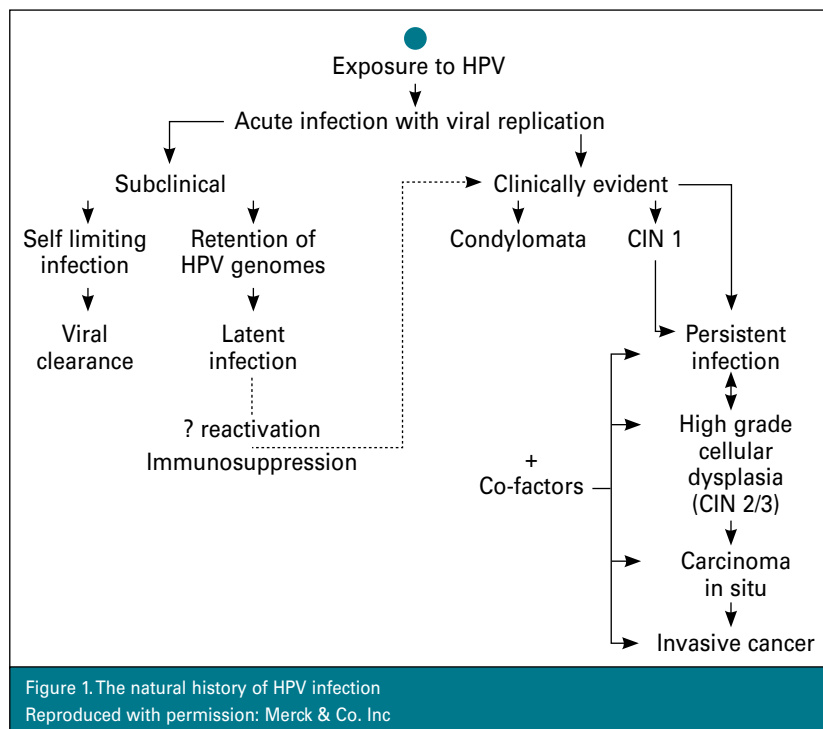 Exposure to HPV
Acute infection with viral replication
Subclinical
Clinically evident
Self limiting
infection
Retention of
HPV genomes
Condylomata
CIN 1
Viral
clearance
Latent
infection
Persistent
infection
? reactivation
Immunosuppression
High grade
cellular
dysplasia
(CIN 2/3)
+
Co-factors
Carcinoma
in situ
Invasive cancer
Figure 1. The natural history of HPV infection
Reproduced with permission: Merck & Co. Inc